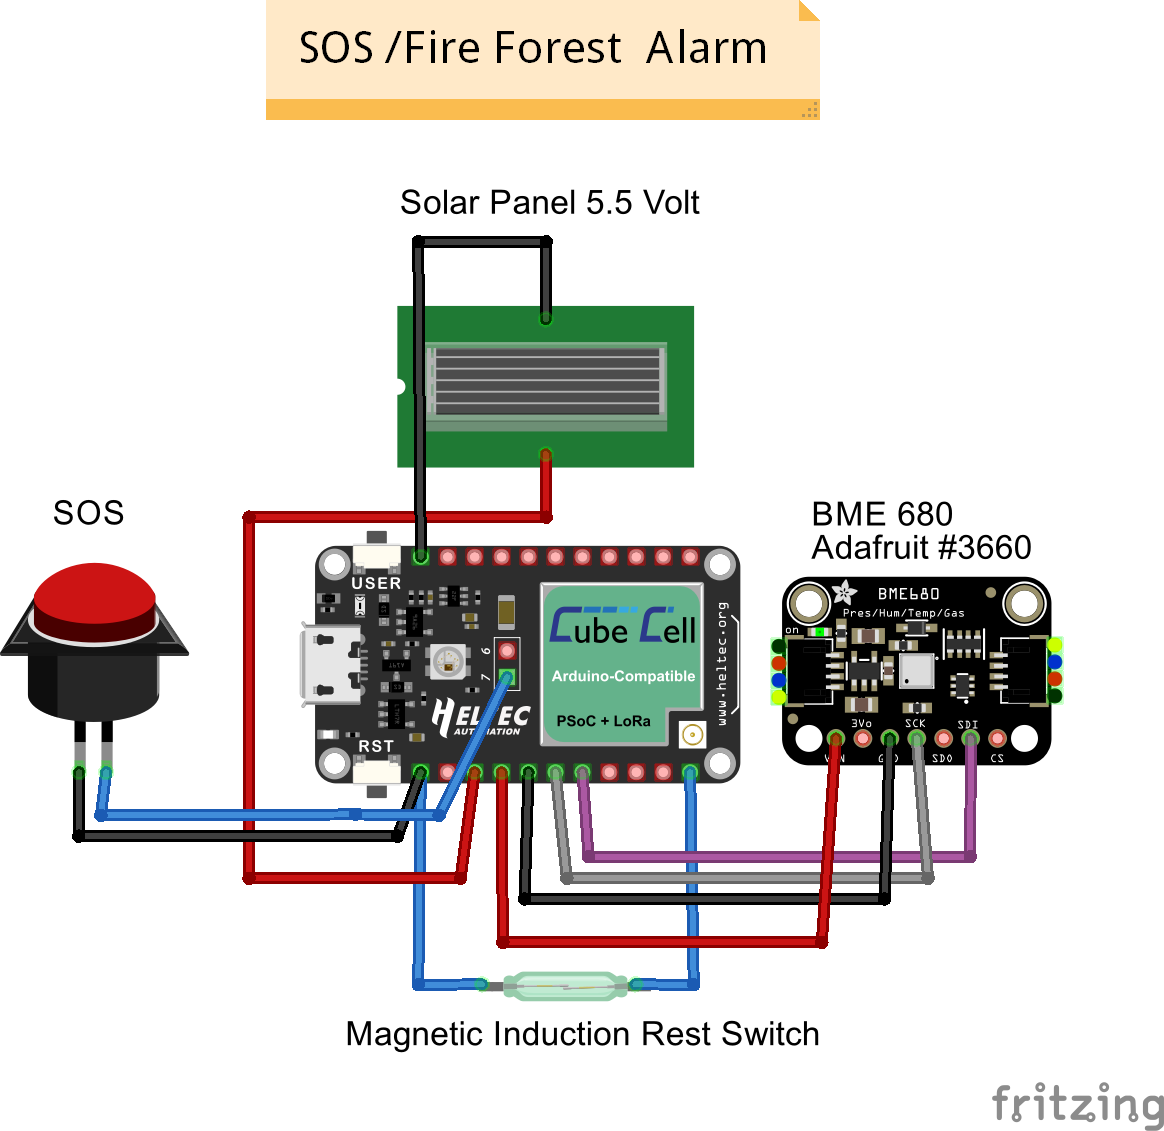 SOS /Fire Forest  Alarm
Solar Panel 5.5 Volt
SOS
BME 680
Adafruit #3660
USER
Cube Cell
Arduino-Compatible
PSoC + LoRa
www.heltec.org
6
7
HELTEC
AUTOMATION
RST
BME680
Pres/Hum/Temp/Gas
on
3Vo
SCK
SDI
SDO
CS
Magnetic Induction Rest Switch
fritzing